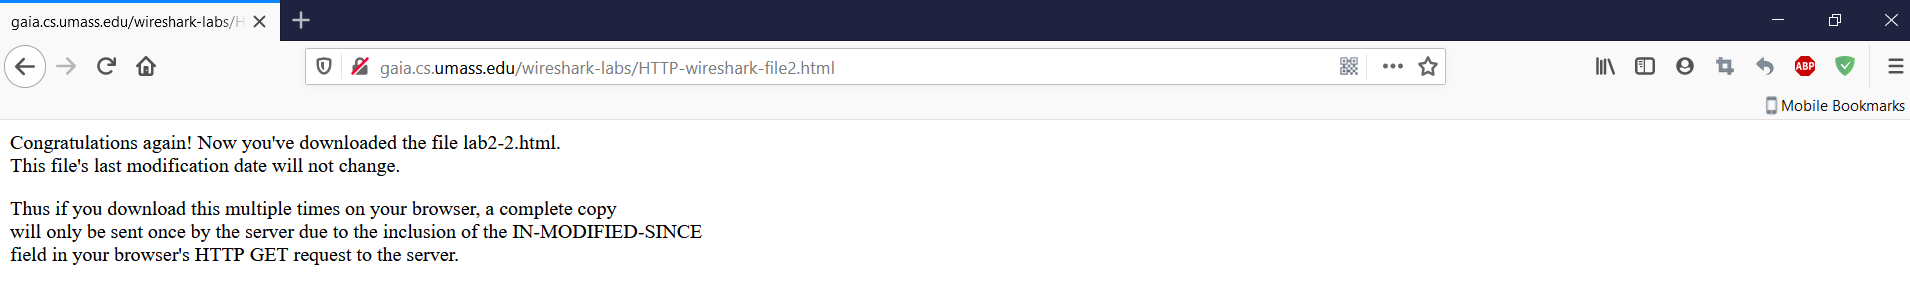 gaia.cs.umass.edu/wireshark-labs/H
gaia.cs.umass.edu/wireshark-labs/HTTP-wireshark-file2.html
ABP
Mobile Bookmarks
Congratulations again! Now you've downloaded the file lab2-2.html.
This file's last modification date will not change.
Thus if you download this multiple times on your browser, a complete copy
will only be sent once by the server due to the inclusion of the IN-MODIFIED-SINCE
field in your browser's HTTP GET request to the server.